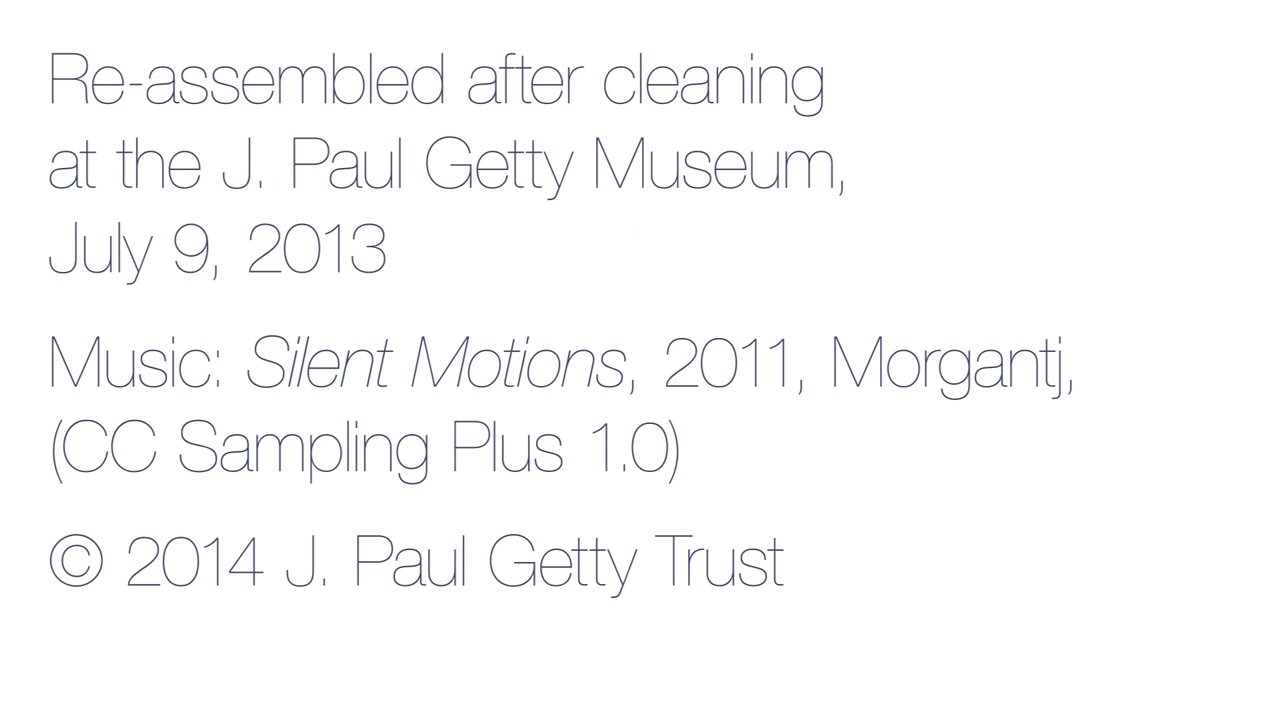 Re-assembled after cleaning
at the J. Paul Getty Museum,
July 9, 2013
Music: Silent Motions, 2011, Morgantj,
(CC Sampling Plus 1.0)
© 2014 J. Paul Getty Trust